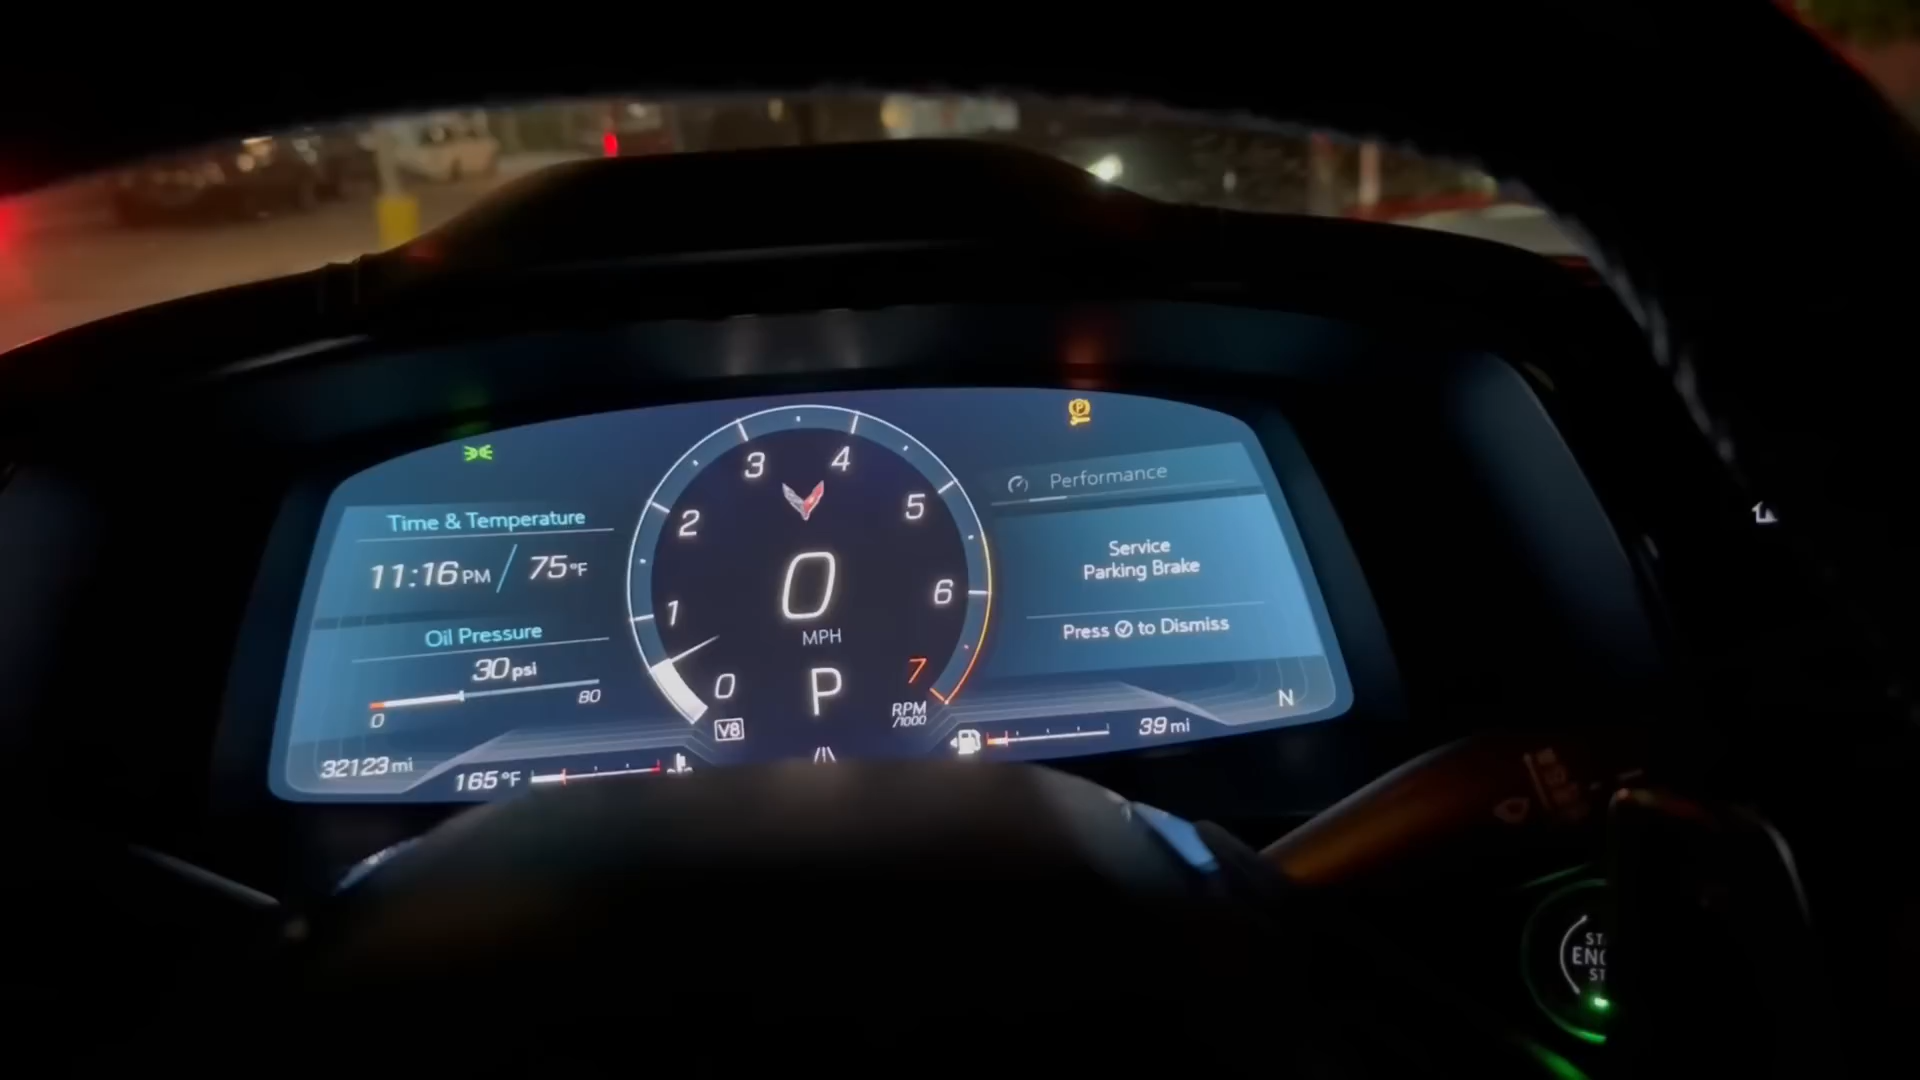 Time & Temperature
11:16 PM / 75°F
Oil Pressure
30 psi
0 80
32123 mi
165 °F
0 1 2 3 4 5 6 7
0
MPH
P
V8
RPM
/1000
P
Performance
Service
Parking Brake
Press to Dismiss
N
39 mi